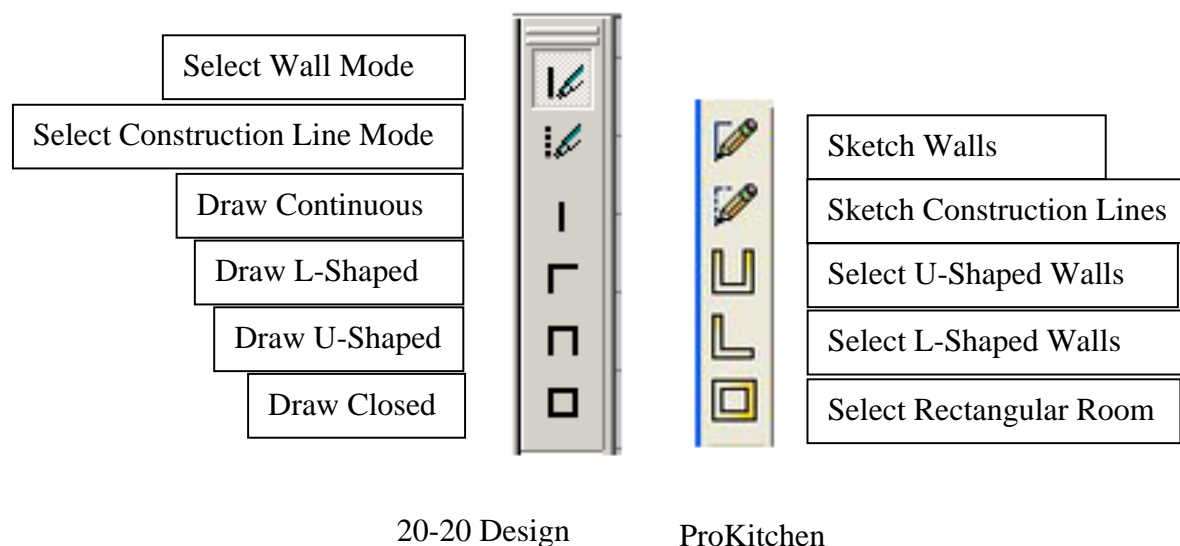 Select Wall Mode
Select Construction Line Mode
Draw Continuous
Draw L-Shaped
Draw U-Shaped
Draw Closed
Sketch Walls
Sketch Construction Lines
Select U-Shaped Walls
Select L-Shaped Walls
Select Rectangular Room
20-20 Design
ProKitchen